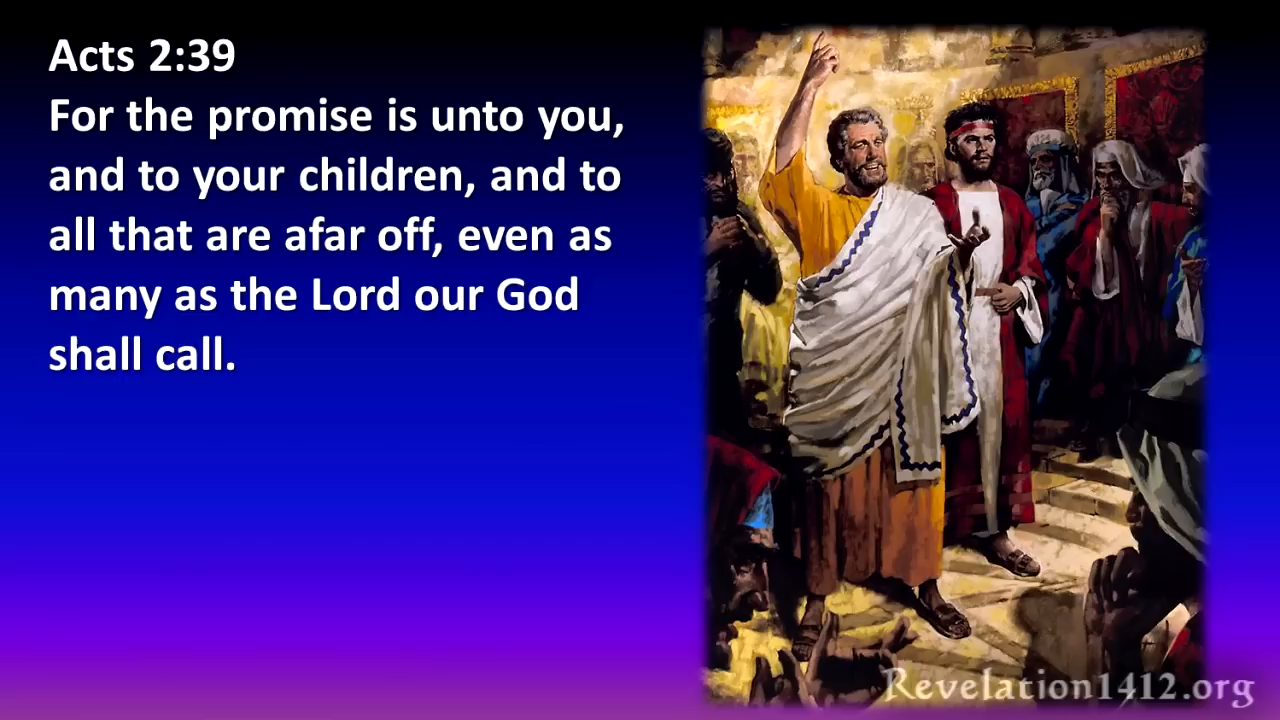 Acts 2:39
For the promise is unto you,
and to your children, and to
all that are afar off, even as
many as the Lord our God
shall call.
Revelation1412.org